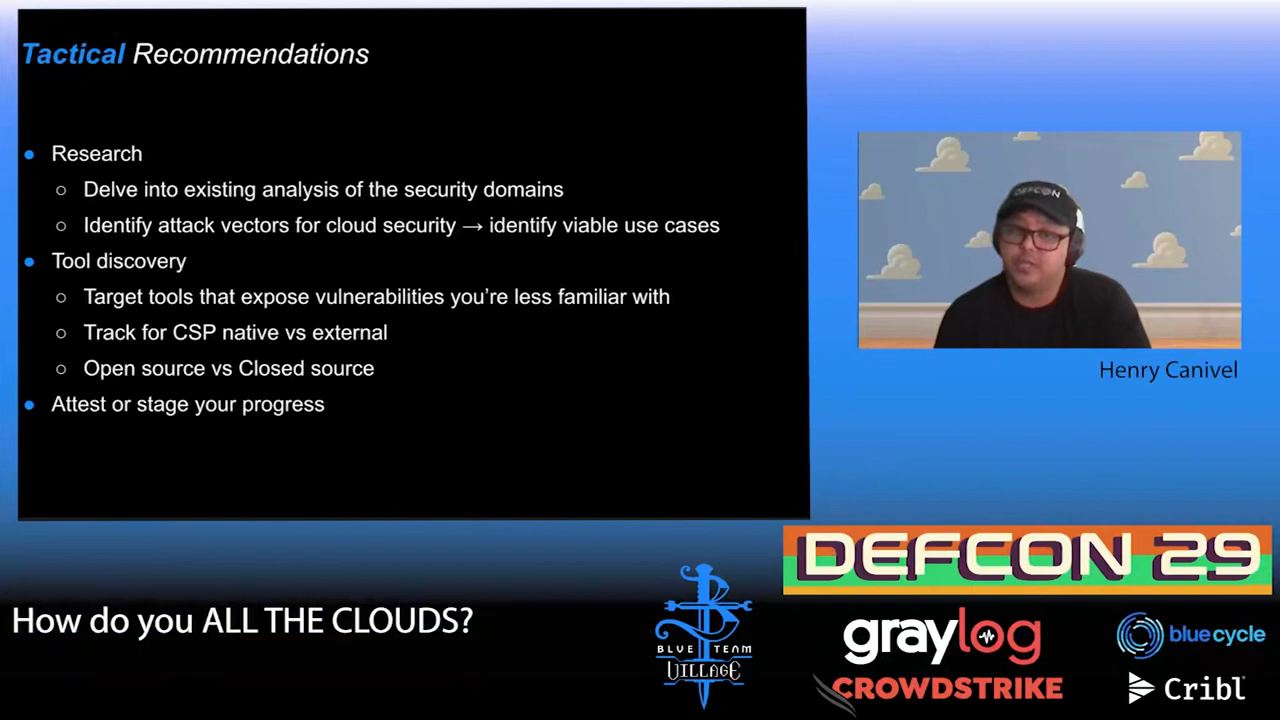 Tactical Recommendations
Research
Delve into existing analysis of the security domains
Identify attack vectors for cloud security → identify viable use cases
Tool discovery
Target tools that expose vulnerabilities you're less familiar with
Track for CSP native vs external
Open source vs Closed source
Attest or stage your progress
DEFCON
Henry Canivel
DEFCON 29
How do you ALL THE CLOUDS?
BLUE TEAM
VILLAGE
graylog
blue cycle
CROWDSTRIKE
Cribl